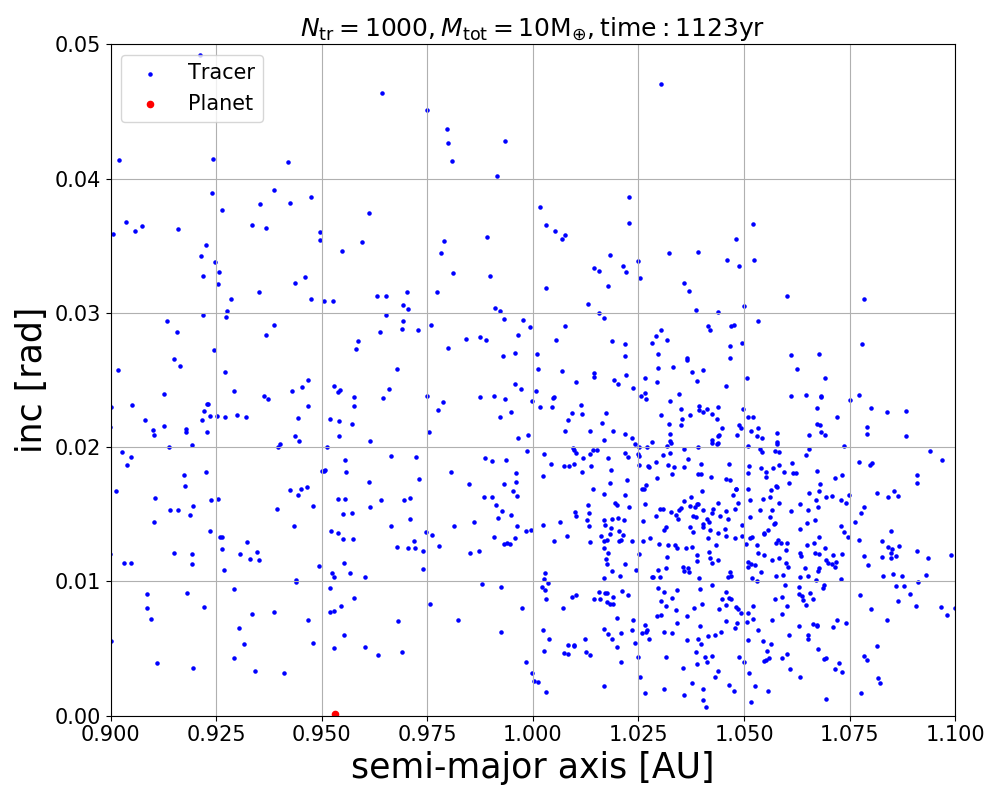 N_tr = 1000, M_tot = 10M_⊕, time : 1123yr
Tracer
Planet
inc [rad]
0.05
0.04
0.03
0.02
0.01
0.00
0.900 0.925 0.950 0.975 1.000 1.025 1.050 1.075 1.100
semi-major axis [AU]